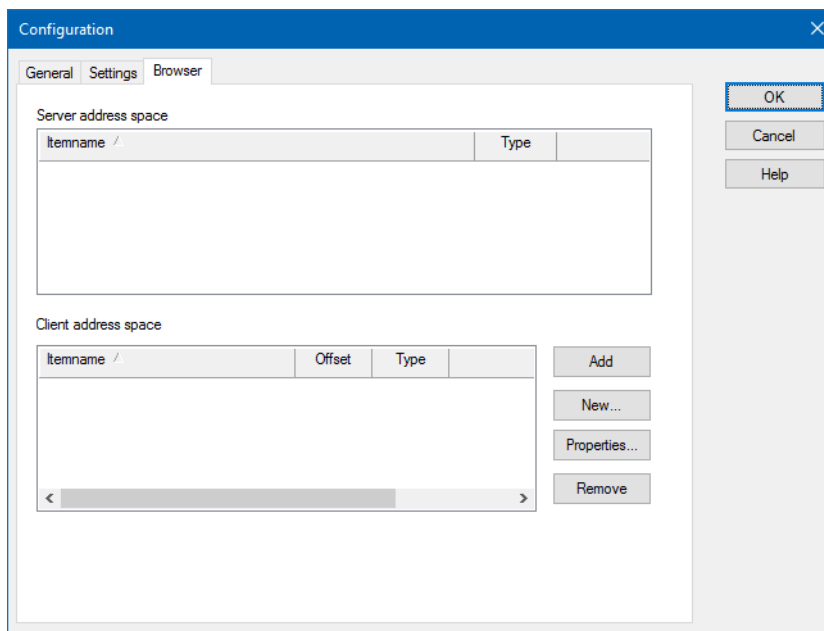 Configuration
General Settings Browser
OK
Cancel
Help
Server address space
Itemname Type
Client address space
Itemname Offset Type
Add
New...
Properties...
Remove